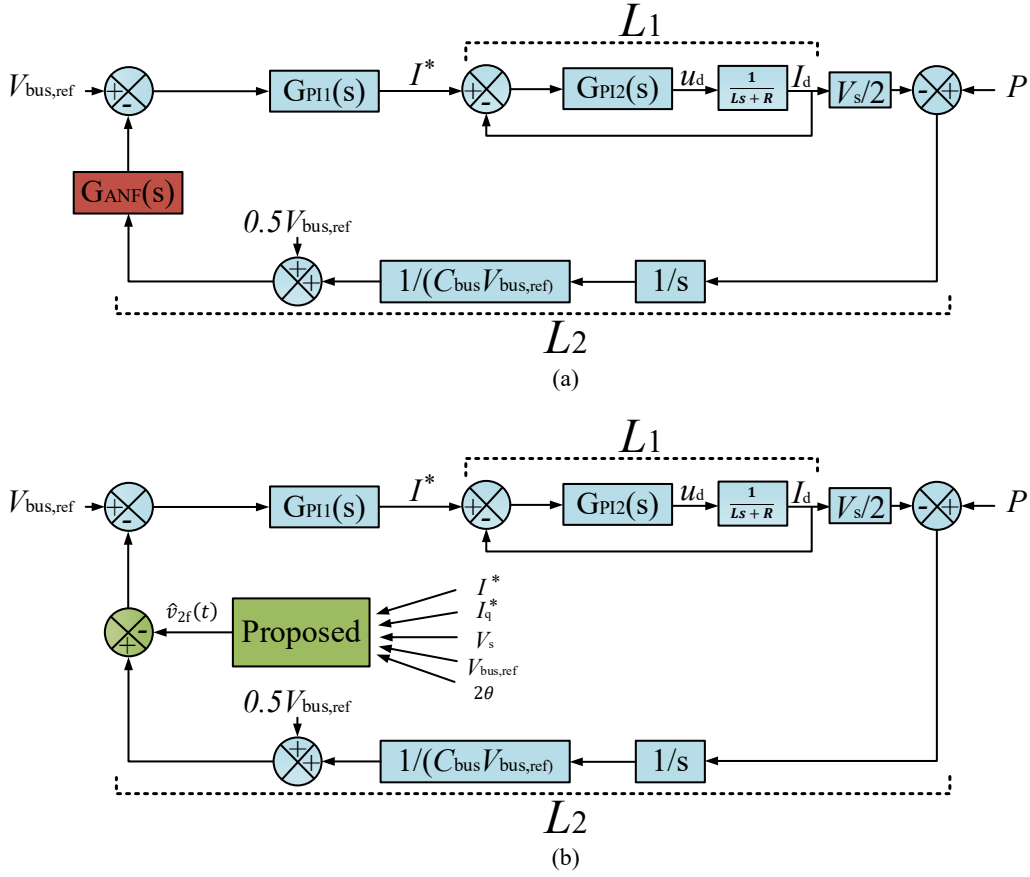 L1
Vbus,ref + - GPI1(s) I* + - GPI2(s) ud 1/(Ls + R) Id Vs/2 - + P
GANF(s)
0.5Vbus,ref
+ + 1/(CbusVbus,ref) 1/s
L2
(a)
L1
Vbus,ref - GPI1(s) I* - GPI2(s) ud 1/(Ls + R) Id Vs/2 - + P
I*
Iq*
v̂2f(t) - + Proposed Vs
Vbus,ref
2θ
0.5Vbus,ref
+ + 1/(CbusVbus,ref) 1/s
L2
(b)